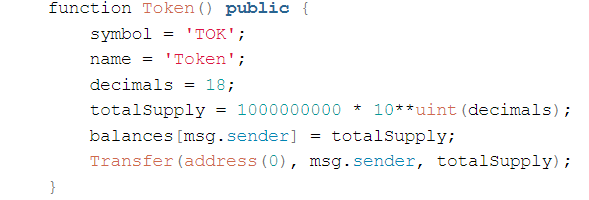 function Token() public {
symbol = 'TOK';
name = 'Token';
decimals = 18;
totalSupply = 1000000000 * 10**uint(decimals);
balances[msg.sender] = totalSupply;
Transfer(address(0), msg.sender, totalSupply);
}